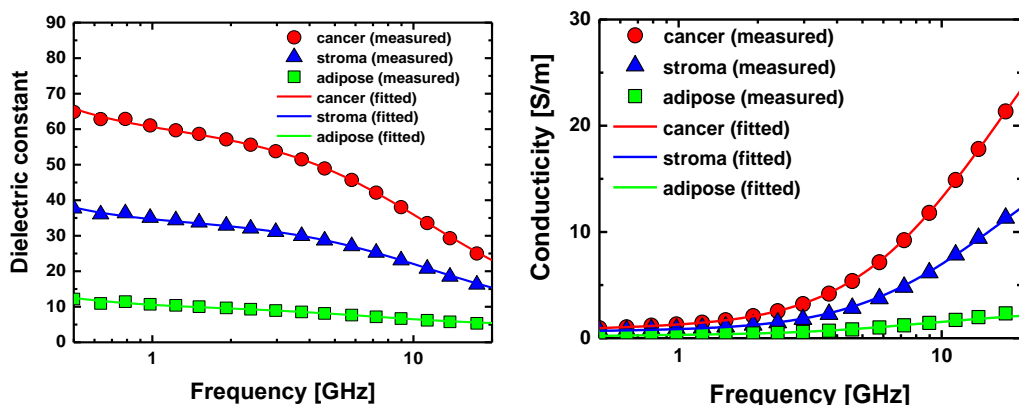 Dielectric constant
90
80
70
60
50
40
30
20
10
0
cancer (measured)
stroma (measured)
adipose (measured)
cancer (fitted)
stroma (fitted)
adipose (fitted)
1
10
Frequency [GHz]
Conducticity [S/m]
30
20
10
0
cancer (measured)
stroma (measured)
adipose (measured)
cancer (fitted)
stroma (fitted)
adipose (fitted)
1
10
Frequency [GHz]